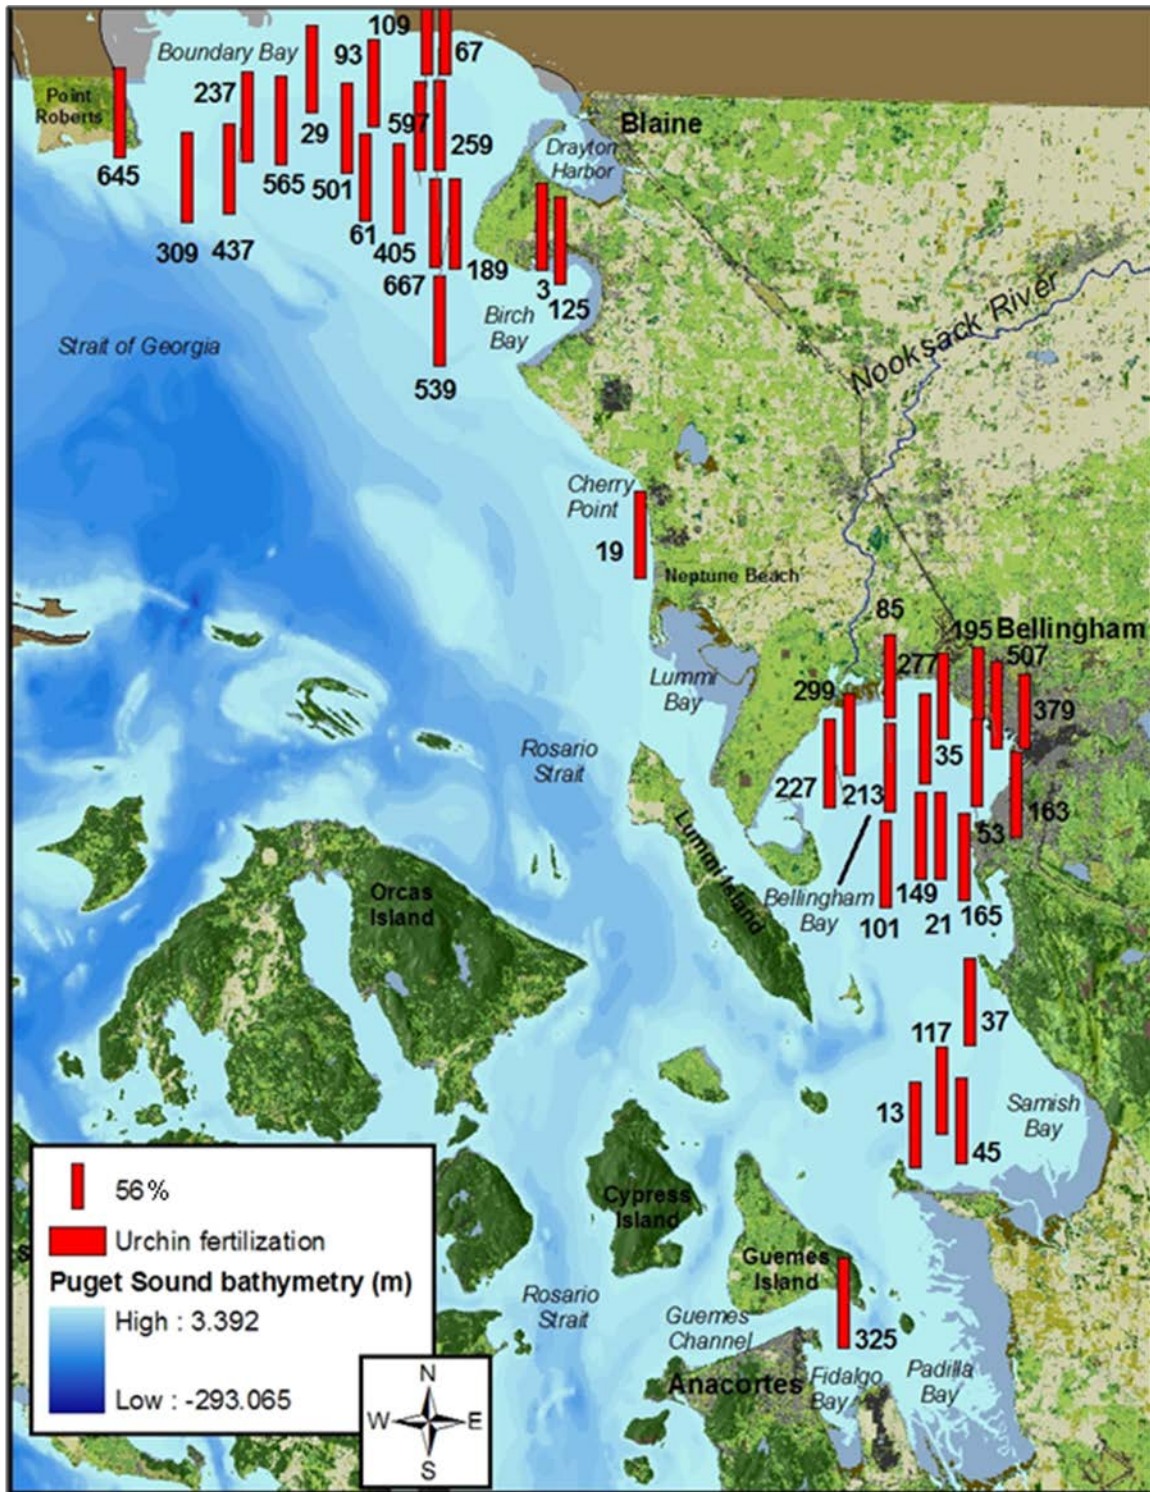 109
67
Boundary Bay
93
237
Point
Roberts
29
597
259
Blaine
Drayton
Harbor
645
565
501
61
405
309
437
667
189
3
125
Birch
Bay
Strait of Georgia
539
Nooksack River
Cherry
Point
19
Neptune Beach
85
195
Bellingham
277
507
Lummi
Bay
299
379
35
Rosario
Strait
227
213
53
163
Lummi Island
Orcas
Island
Bellingham
Bay
149
101
21
165
37
117
13
45
Samish
Bay
Cypress
Island
Guemes
Island
Rosario
Strait
Guemes
Channel
325
Anacortes
Fidalgo
Bay
Padilla
Bay
56%
Urchin fertilization
S
Puget Sound bathymetry (m)
High : 3.392
Low : -293.065
N
W
E
S